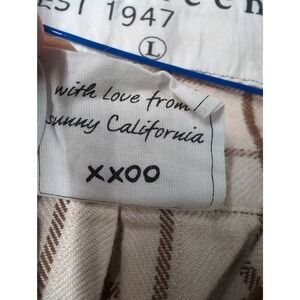 EST 1947
L
with Love from/
sunny California
XXOO